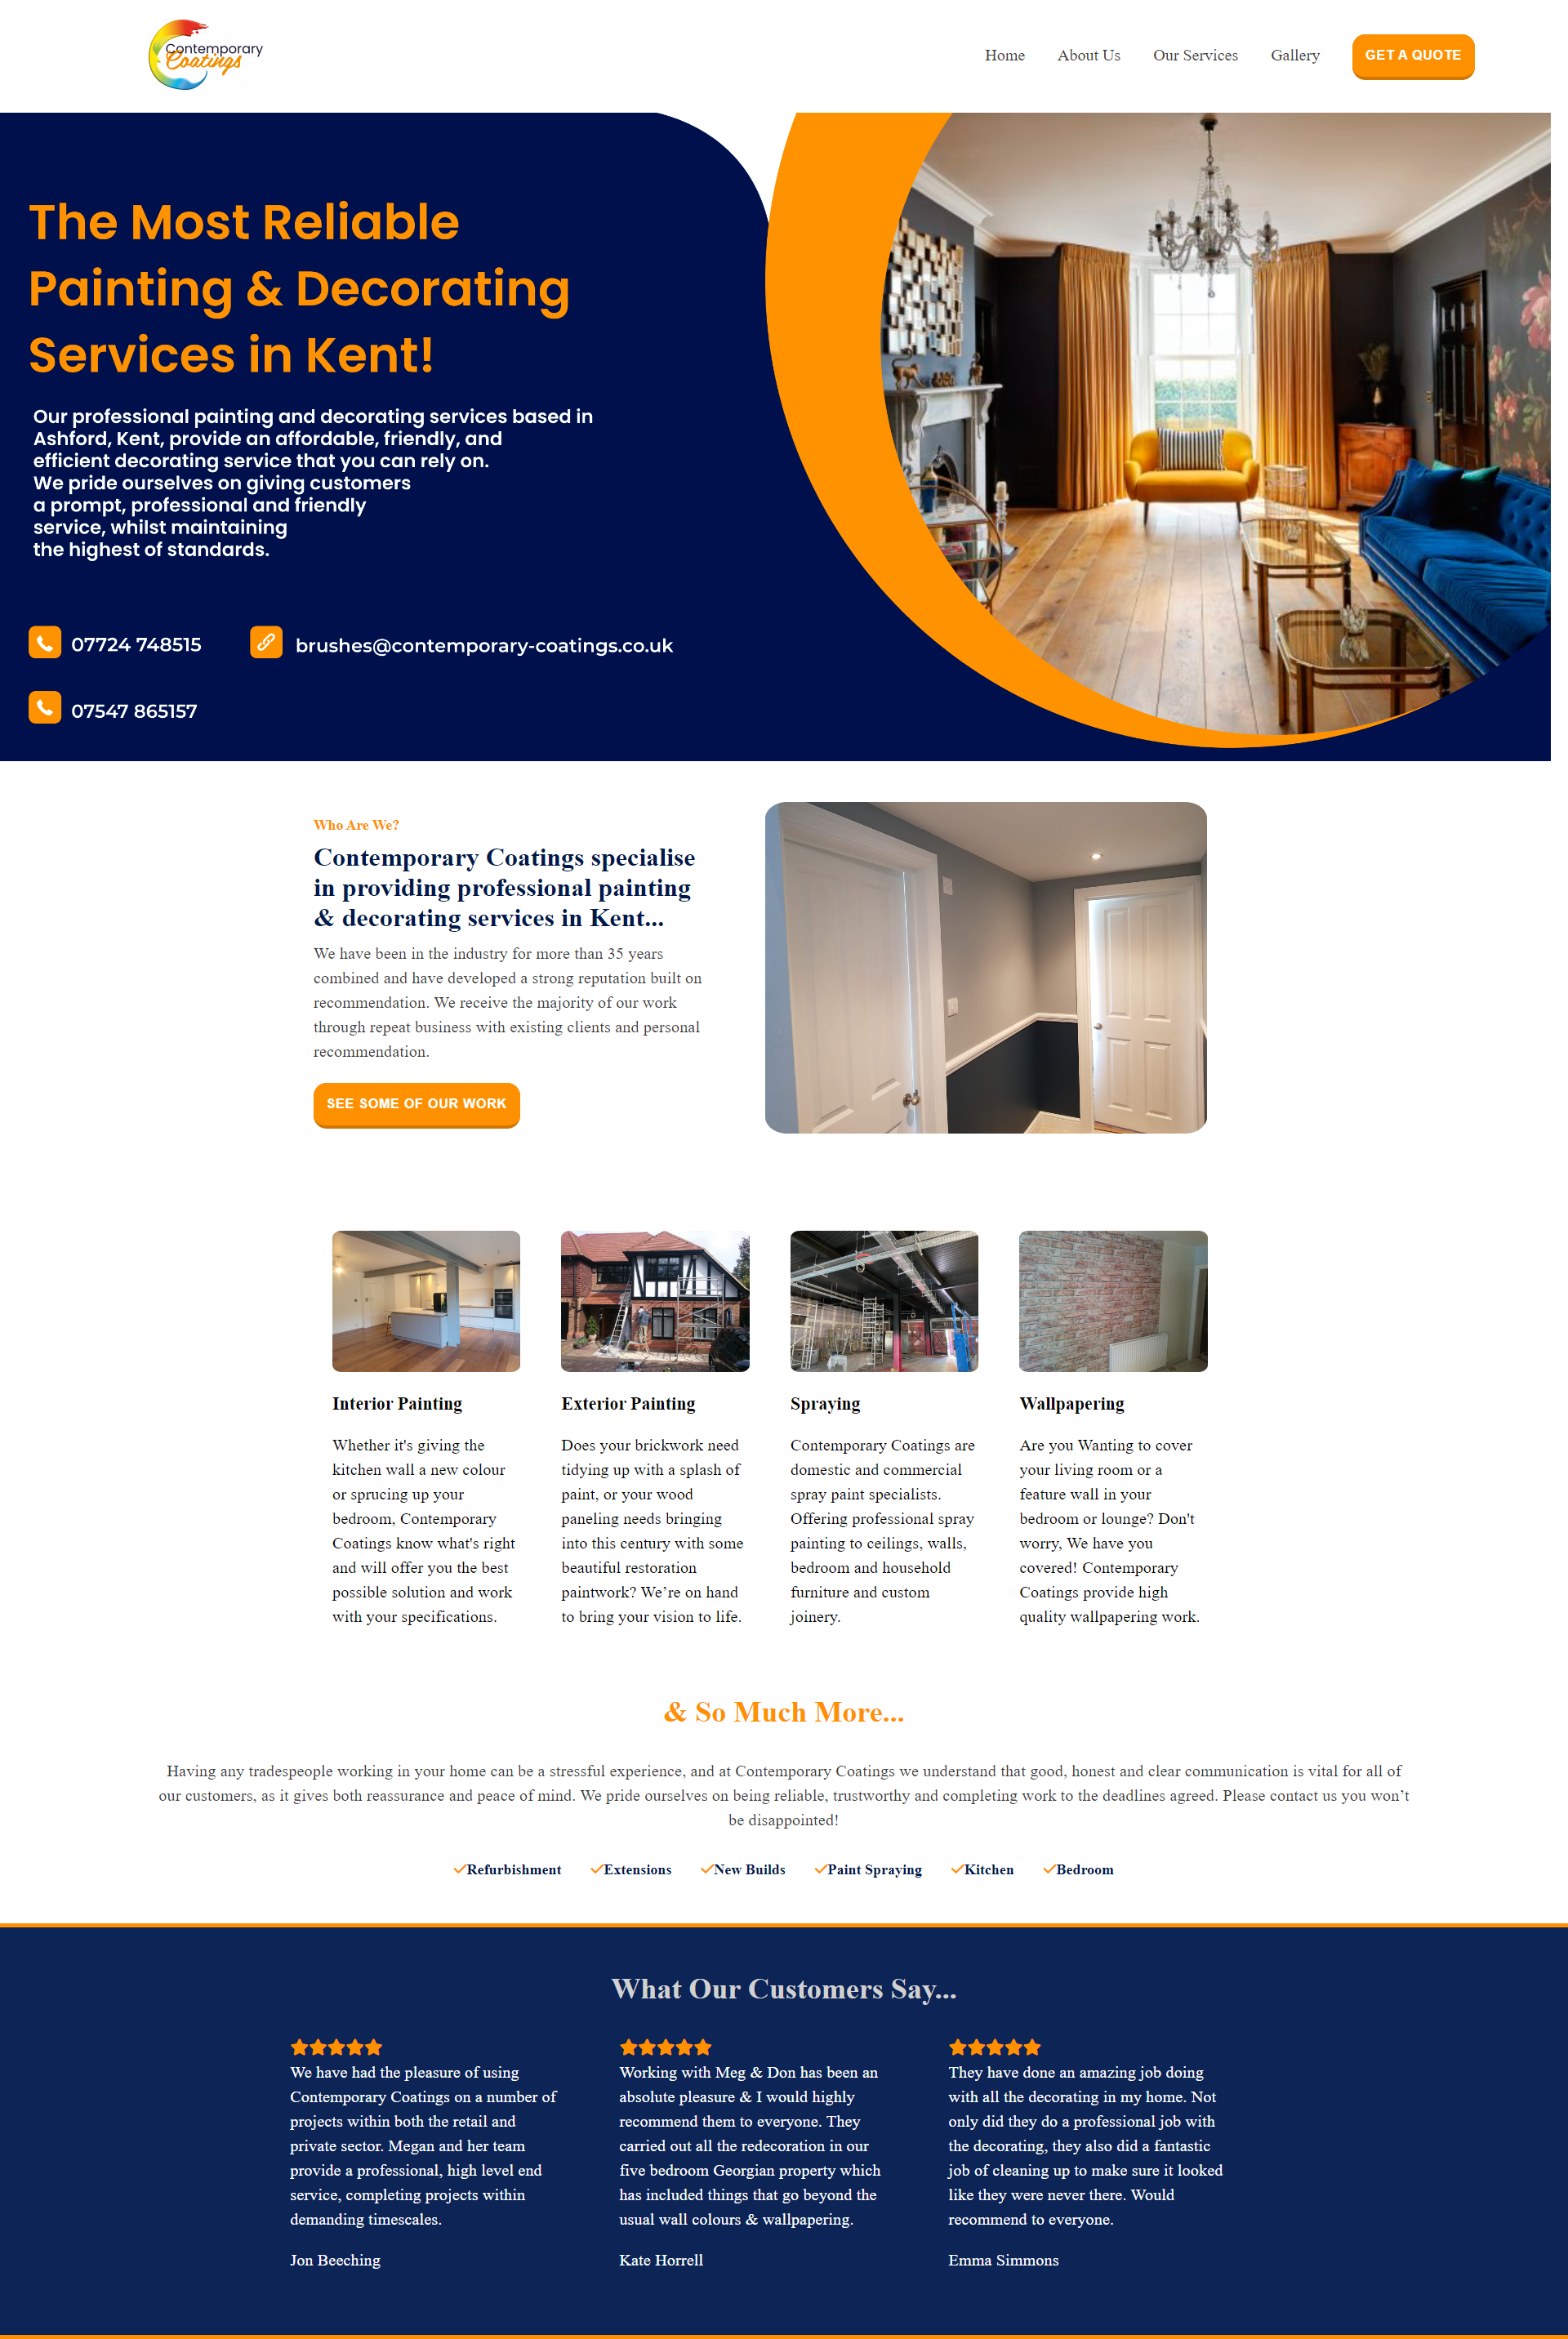 Contemporary
Coatings
Home
About Us
Our Services
Gallery
GET A QUOTE
The Most Reliable
Painting & Decorating
Services in Kent!
Our professional painting and decorating services based in
Ashford, Kent, provide an affordable, friendly, and
efficient decorating service that you can rely on.
We pride ourselves on giving customers
a prompt, professional and friendly
service, whilst maintaining
the highest of standards.
07724 748515
brushes@contemporary-coatings.co.uk
07547 865157
Who Are We?
Contemporary Coatings specialise
in providing professional painting
& decorating services in Kent...
We have been in the industry for more than 35 years
combined and have developed a strong reputation built on
recommendation. We receive the majority of our work
through repeat business with existing clients and personal
recommendation.
SEE SOME OF OUR WORK
Interior Painting
Whether it's giving the
kitchen wall a new colour
or sprucing up your
bedroom, Contemporary
Coatings know what's right
and will offer you the best
possible solution and work
with your specifications.
Exterior Painting
Does your brickwork need
tidying up with a splash of
paint, or your wood
paneling needs bringing
into this century with some
beautiful restoration
paintwork? We’re on hand
to bring your vision to life.
Spraying
Contemporary Coatings are
domestic and commercial
spray paint specialists.
Offering professional spray
painting to ceilings, walls,
bedroom and household
furniture and custom
joinery.
Wallpapering
Are you Wanting to cover
your living room or a
feature wall in your
bedroom or lounge? Don't
worry, We have you
covered! Contemporary
Coatings provide high
quality wallpapering work.
& So Much More...
Having any tradespeople working in your home can be a stressful experience, and at Contemporary Coatings we understand that good, honest and clear communication is vital for all of
our customers, as it gives both reassurance and peace of mind. We pride ourselves on being reliable, trustworthy and completing work to the deadlines agreed. Please contact us you won’t
be disappointed!
Refurbishment
Extensions
New Builds
Paint Spraying
Kitchen
Bedroom
What Our Customers Say...
We have had the pleasure of using
Contemporary Coatings on a number of
projects within both the retail and
private sector. Megan and her team
provide a professional, high level end
service, completing projects within
demanding timescales.
Jon Beeching
Working with Meg & Don has been an
absolute pleasure & I would highly
recommend them to everyone. They
carried out all the redecoration in our
five bedroom Georgian property which
has included things that go beyond the
usual wall colours & wallpapering.
Kate Horrell
They have done an amazing job doing
with all the decorating in my home. Not
only did they do a professional job with
the decorating, they also did a fantastic
job of cleaning up to make sure it looked
like they were never there. Would
recommend to everyone.
Emma Simmons